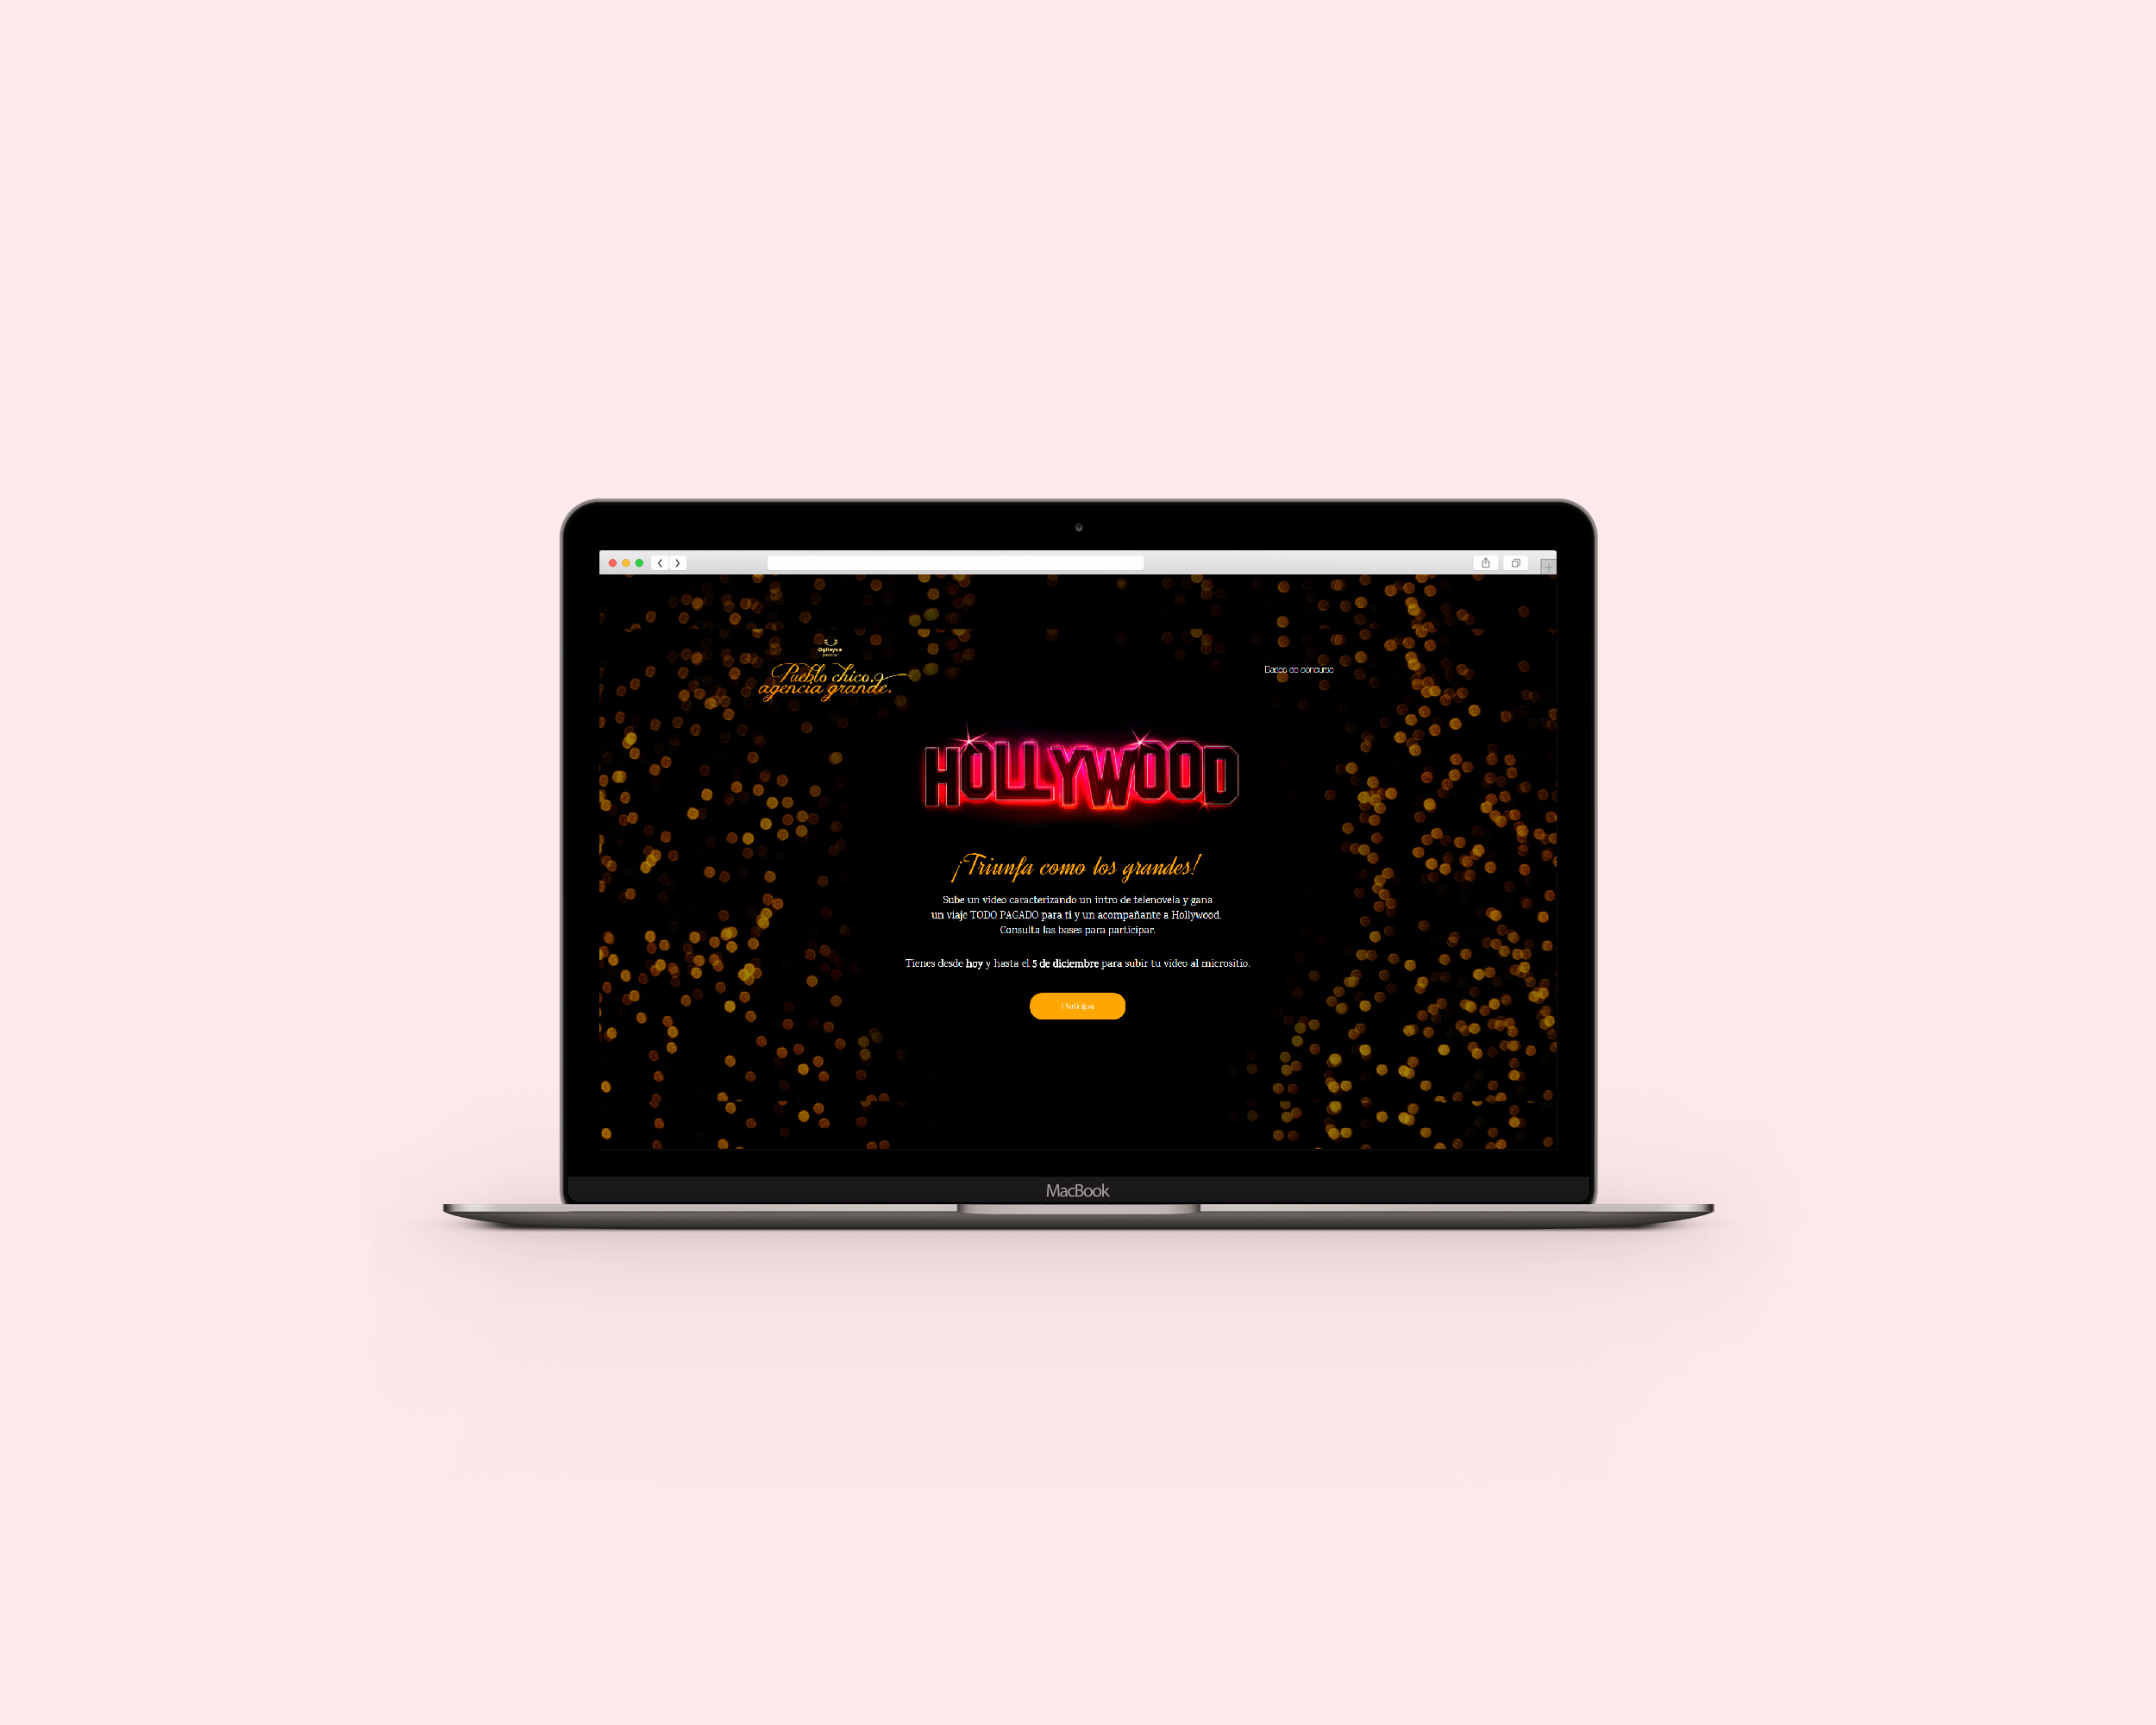 Pueblo chico,
agencia grande.
Bases de concurso
HOLLYWOOD
¡Triunfa como los grandes!
Sube un video caracterizando un intro de telenovela y gana
un viaje TODO PAGADO para ti y un acompañante a Hollywood.
Consulta las bases para participar.
Tienes desde hoy y hasta el 5 de diciembre para subir tu video al micrositio.
Participa
MacBook